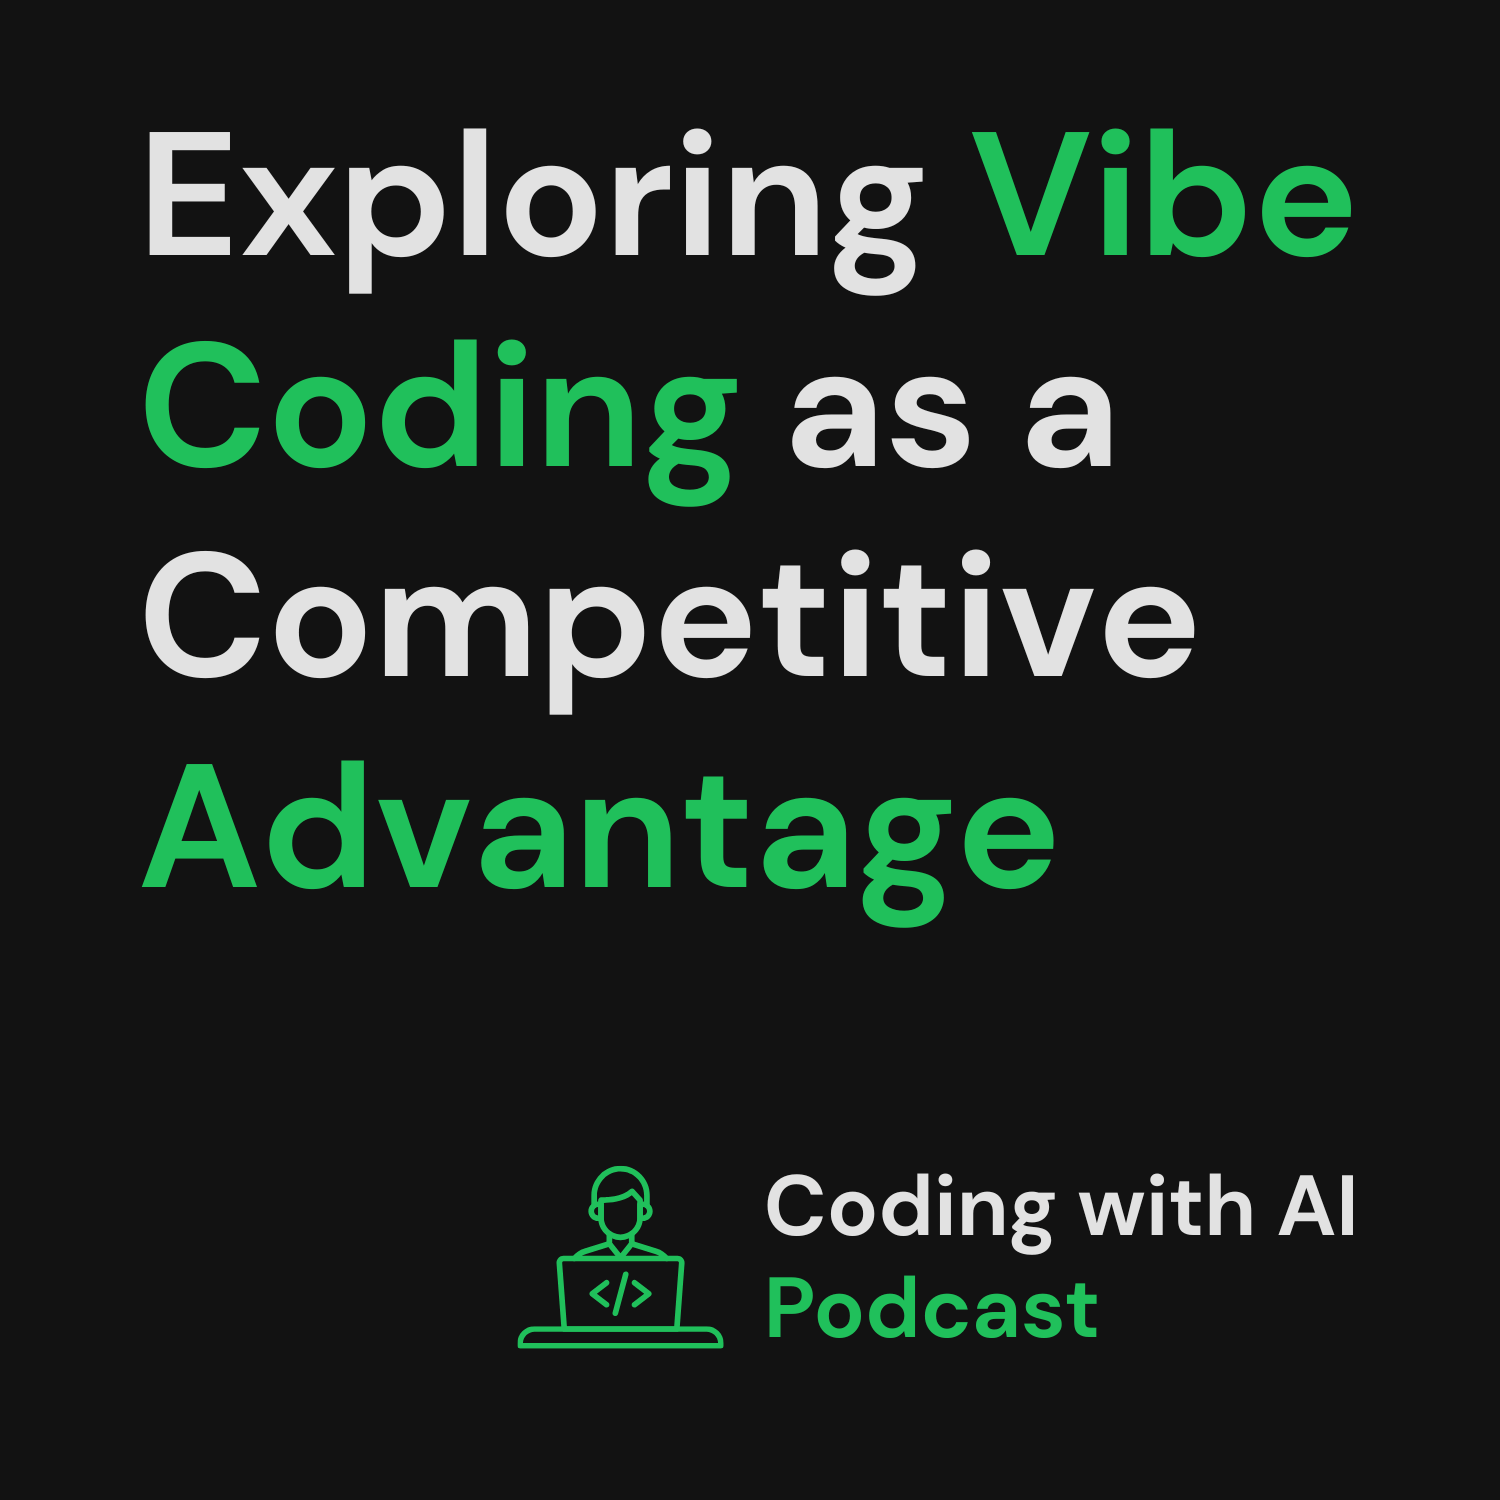 Exploring Vibe
Coding as a
Competitive
Advantage
</>
Coding with AI
Podcast